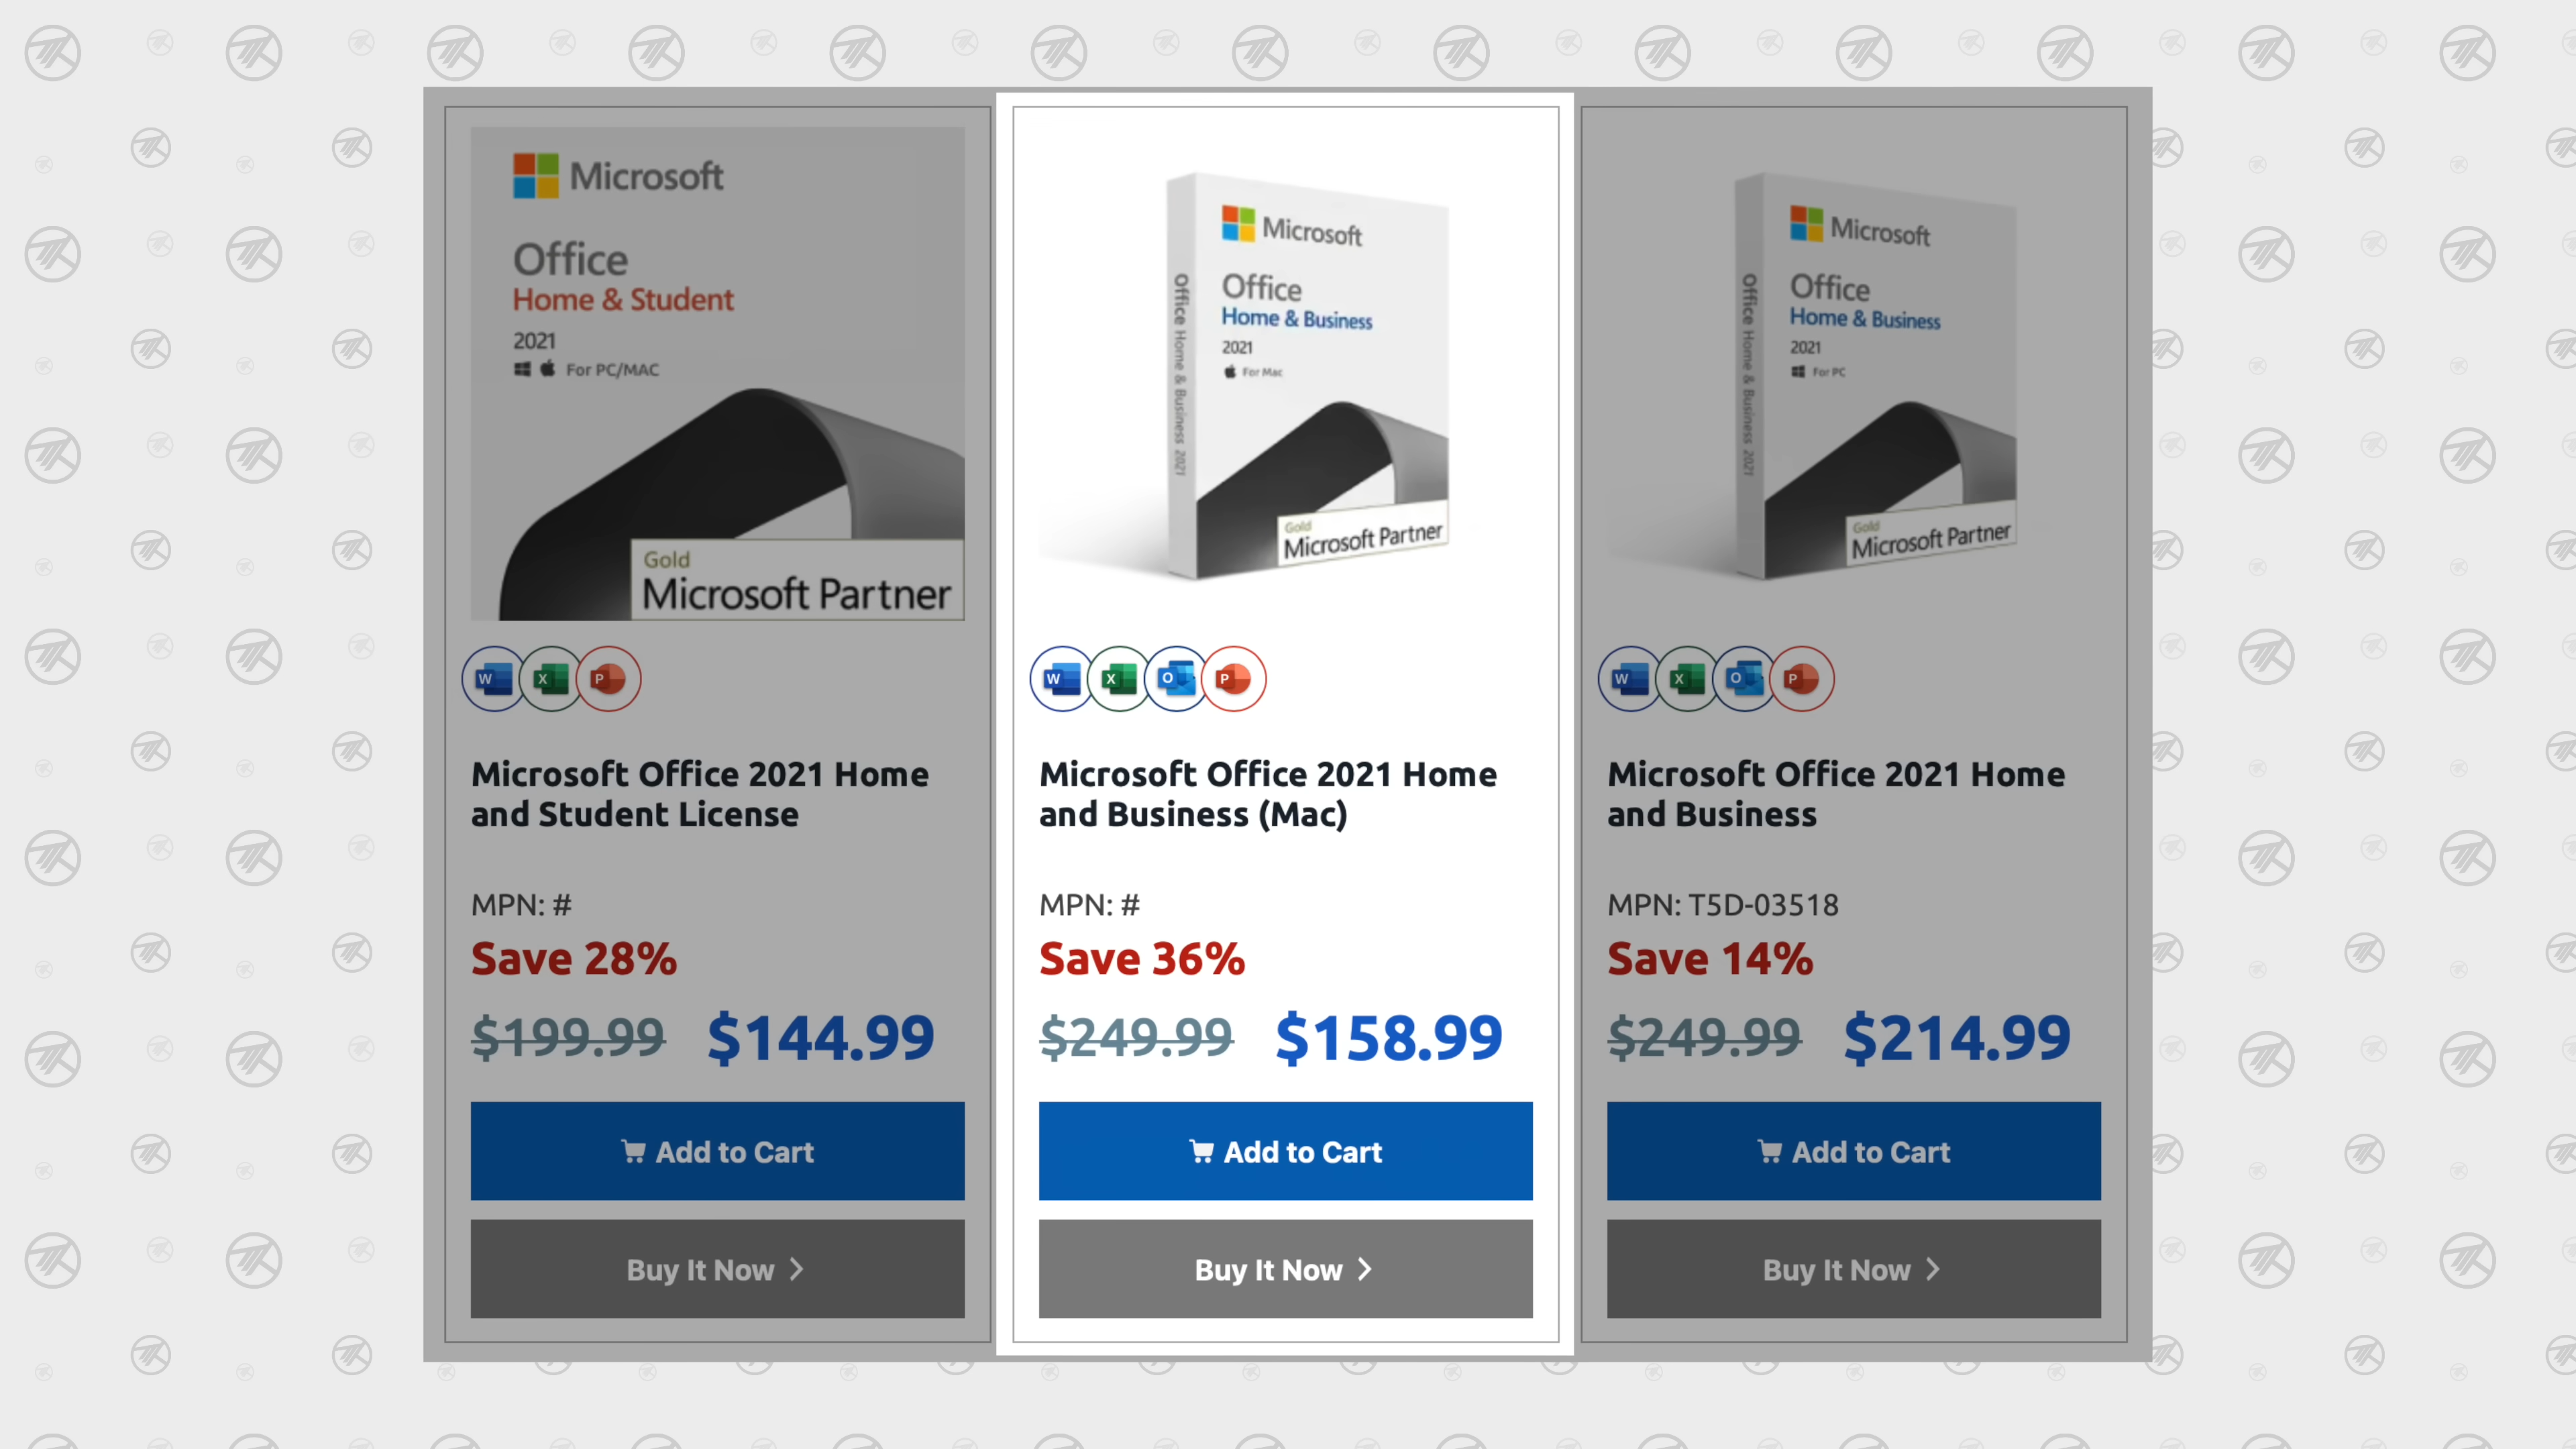 Microsoft
Office
Home & Student
2021
For PC/MAC
Gold
Microsoft Partner
W X P
Microsoft Office 2021 Home
and Student License
MPN: #
Save 28%
$199.99 $144.99
Add to Cart
Buy It Now
Microsoft
Office
Home & Business
2021
For Mac
Office Home & Business 2021
Gold
Microsoft Partner
W X O P
Microsoft Office 2021 Home
and Business (Mac)
MPN: #
Save 36%
$249.99 $158.99
Add to Cart
Buy It Now
Microsoft
Office
Home & Business
2021
For PC
Office Home & Business 2021
Gold
Microsoft Partner
W X O P
Microsoft Office 2021 Home
and Business
MPN: T5D-03518
Save 14%
$249.99 $214.99
Add to Cart
Buy It Now